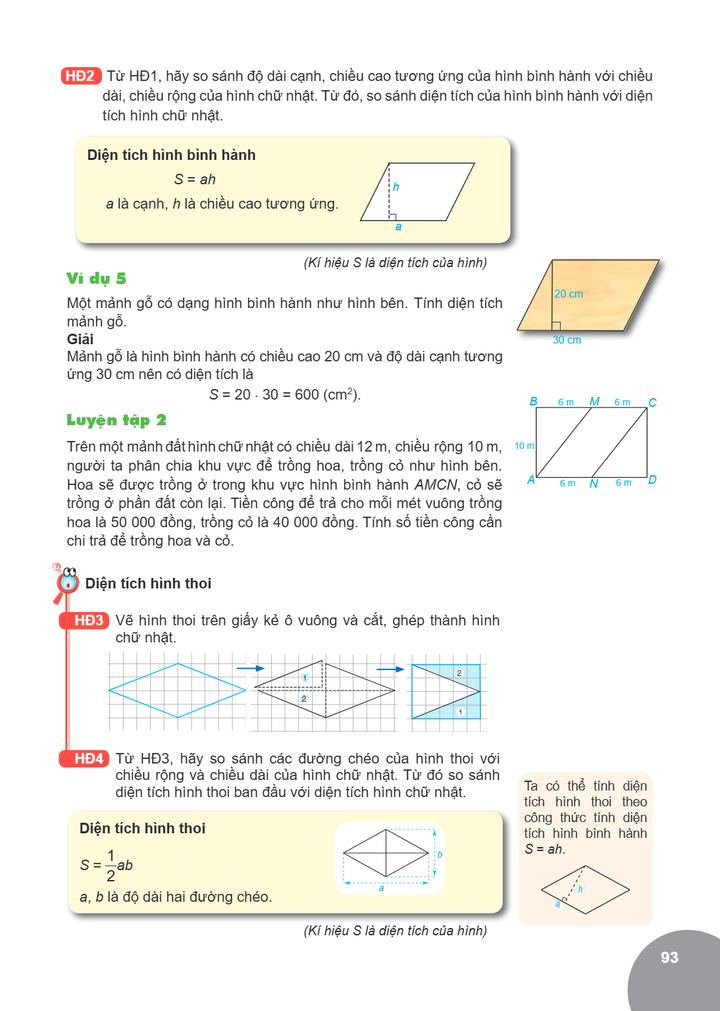 HĐ2 Từ HĐ1, hãy so sánh độ dài cạnh, chiều cao tương ứng của hình bình hành với chiều
dài, chiều rộng của hình chữ nhật. Từ đó, so sánh diện tích của hình bình hành với diện
tích hình chữ nhật.
Diện tích hình bình hành
S = ah
a là cạnh, h là chiều cao tương ứng.
h
a
(Kí hiệu S là diện tích của hình)
Ví dụ 5
Một mảnh gỗ có dạng hình bình hành như hình bên. Tính diện tích
mảnh gỗ.
Giải
Mảnh gỗ là hình bình hành có chiều cao 20 cm và độ dài cạnh tương
ứng 30 cm nên có diện tích là
S = 20 · 30 = 600 (cm²).
20 cm
30 cm
Luyện tập 2
Trên một mảnh đất hình chữ nhật có chiều dài 12 m, chiều rộng 10 m,
người ta phân chia khu vực để trồng hoa, trồng cỏ như hình bên.
Hoa sẽ được trồng ở trong khu vực hình bình hành AMCN, cỏ sẽ
trồng ở phần đất còn lại. Tiền công để trả cho mỗi mét vuông trồng
hoa là 50 000 đồng, trồng cỏ là 40 000 đồng. Tính số tiền công cần
chi trả để trồng hoa và cỏ.
B 6 m M 6 m C
10 m
A 6 m N 6 m D
?
Diện tích hình thoi
HĐ3 Vẽ hình thoi trên giấy kẻ ô vuông và cắt, ghép thành hình
chữ nhật.
1
2
2
1
HĐ4 Từ HĐ3, hãy so sánh các đường chéo của hình thoi với
chiều rộng và chiều dài của hình chữ nhật. Từ đó so sánh
diện tích hình thoi ban đầu với diện tích hình chữ nhật.
Diện tích hình thoi
S = 1/2 ab
a, b là độ dài hai đường chéo.
b
a
(Kí hiệu S là diện tích của hình)
Ta có thể tính diện
tích hình thoi theo
công thức tính diện
tích hình bình hành
S = ah.
h
a
93